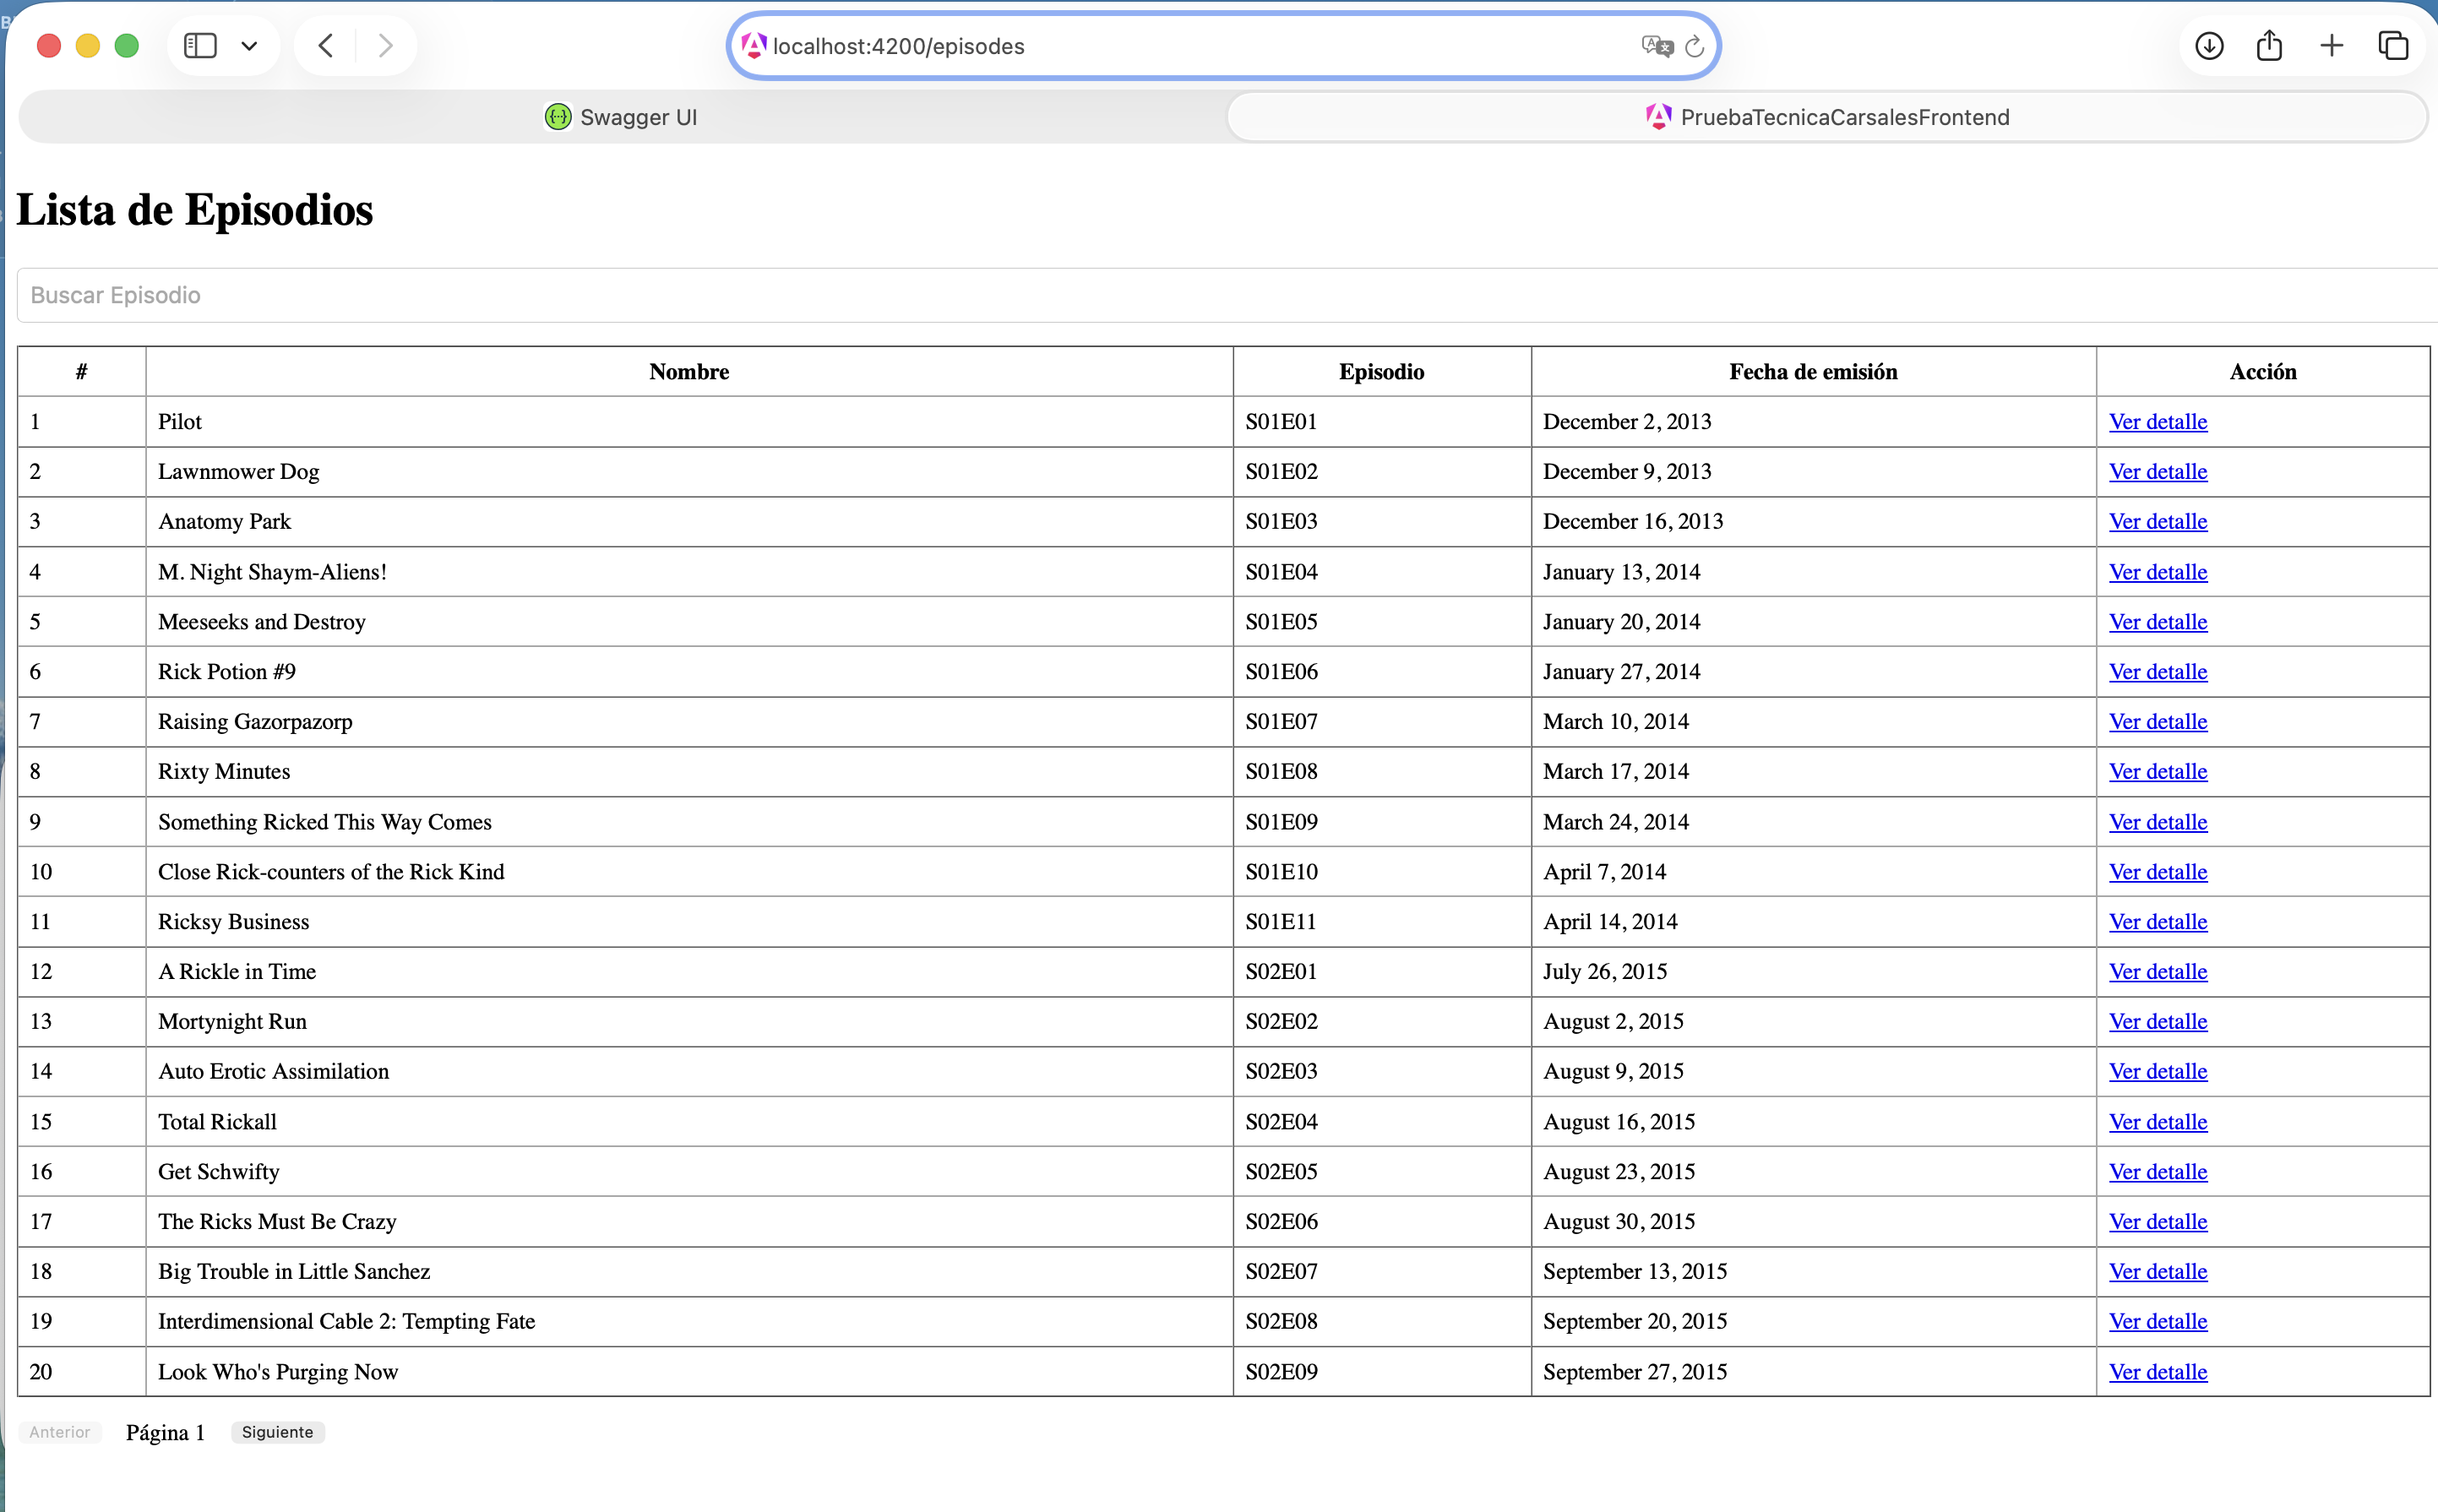 localhost:4200/episodes
Swagger UI
PruebaTecnicaCarsalesFrontend
Lista de Episodios
Buscar Episodio
# Nombre Episodio Fecha de emisión Acción
1 Pilot S01E01 December 2, 2013 Ver detalle
2 Lawnmower Dog S01E02 December 9, 2013 Ver detalle
3 Anatomy Park S01E03 December 16, 2013 Ver detalle
4 M. Night Shaym-Aliens! S01E04 January 13, 2014 Ver detalle
5 Meeseeks and Destroy S01E05 January 20, 2014 Ver detalle
6 Rick Potion #9 S01E06 January 27, 2014 Ver detalle
7 Raising Gazorpazorp S01E07 March 10, 2014 Ver detalle
8 Rixty Minutes S01E08 March 17, 2014 Ver detalle
9 Something Ricked This Way Comes S01E09 March 24, 2014 Ver detalle
10 Close Rick-counters of the Rick Kind S01E10 April 7, 2014 Ver detalle
11 Ricksy Business S01E11 April 14, 2014 Ver detalle
12 A Rickle in Time S02E01 July 26, 2015 Ver detalle
13 Mortynight Run S02E02 August 2, 2015 Ver detalle
14 Auto Erotic Assimilation S02E03 August 9, 2015 Ver detalle
15 Total Rickall S02E04 August 16, 2015 Ver detalle
16 Get Schwifty S02E05 August 23, 2015 Ver detalle
17 The Ricks Must Be Crazy S02E06 August 30, 2015 Ver detalle
18 Big Trouble in Little Sanchez S02E07 September 13, 2015 Ver detalle
19 Interdimensional Cable 2: Tempting Fate S02E08 September 20, 2015 Ver detalle
20 Look Who's Purging Now S02E09 September 27, 2015 Ver detalle
Anterior Página 1 Siguiente